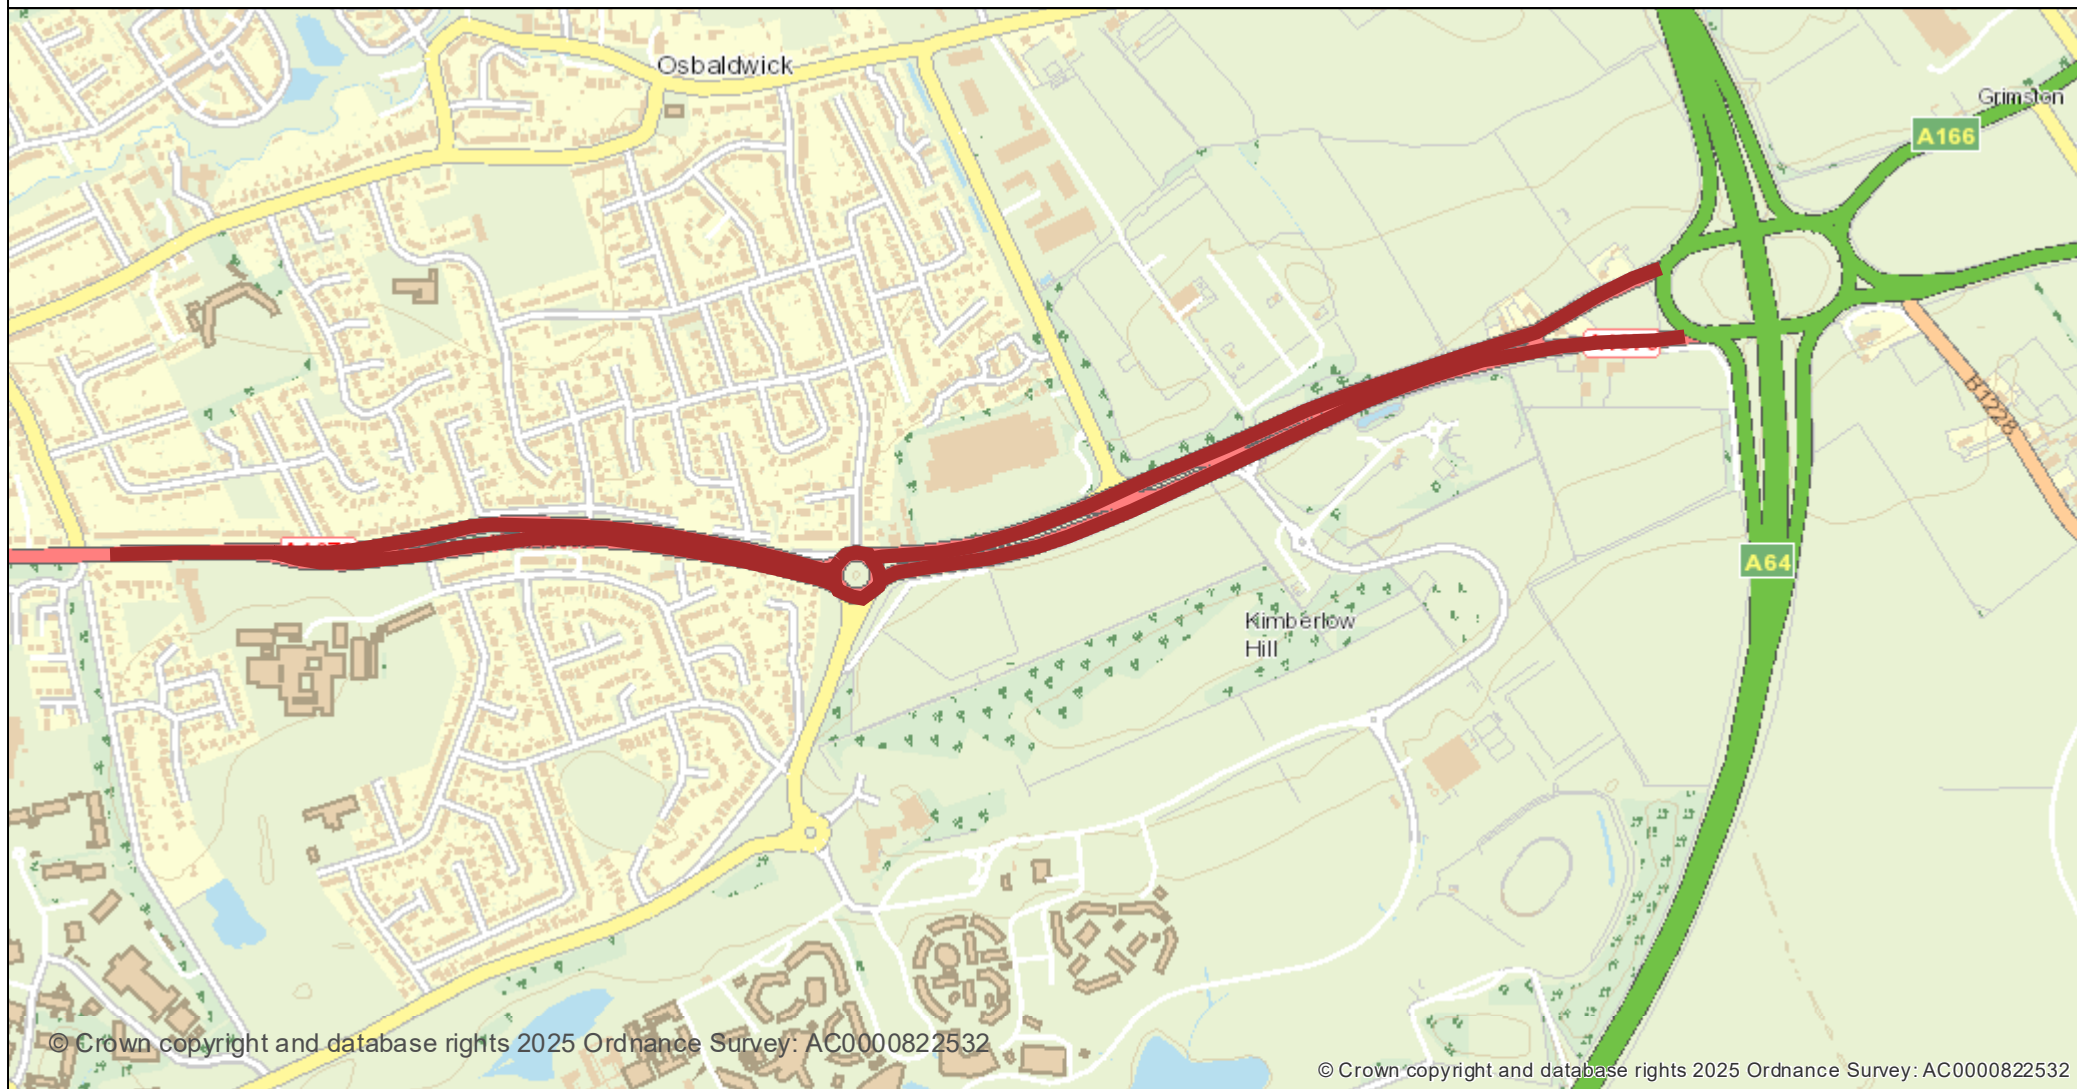 Osbaldwick
Grimston
A166
B1228
A64
Kimberlow
Hill
© Crown copyright and database rights 2025 Ordnance Survey: AC0000822532
© Crown copyright and database rights 2025 Ordnance Survey: AC0000822532